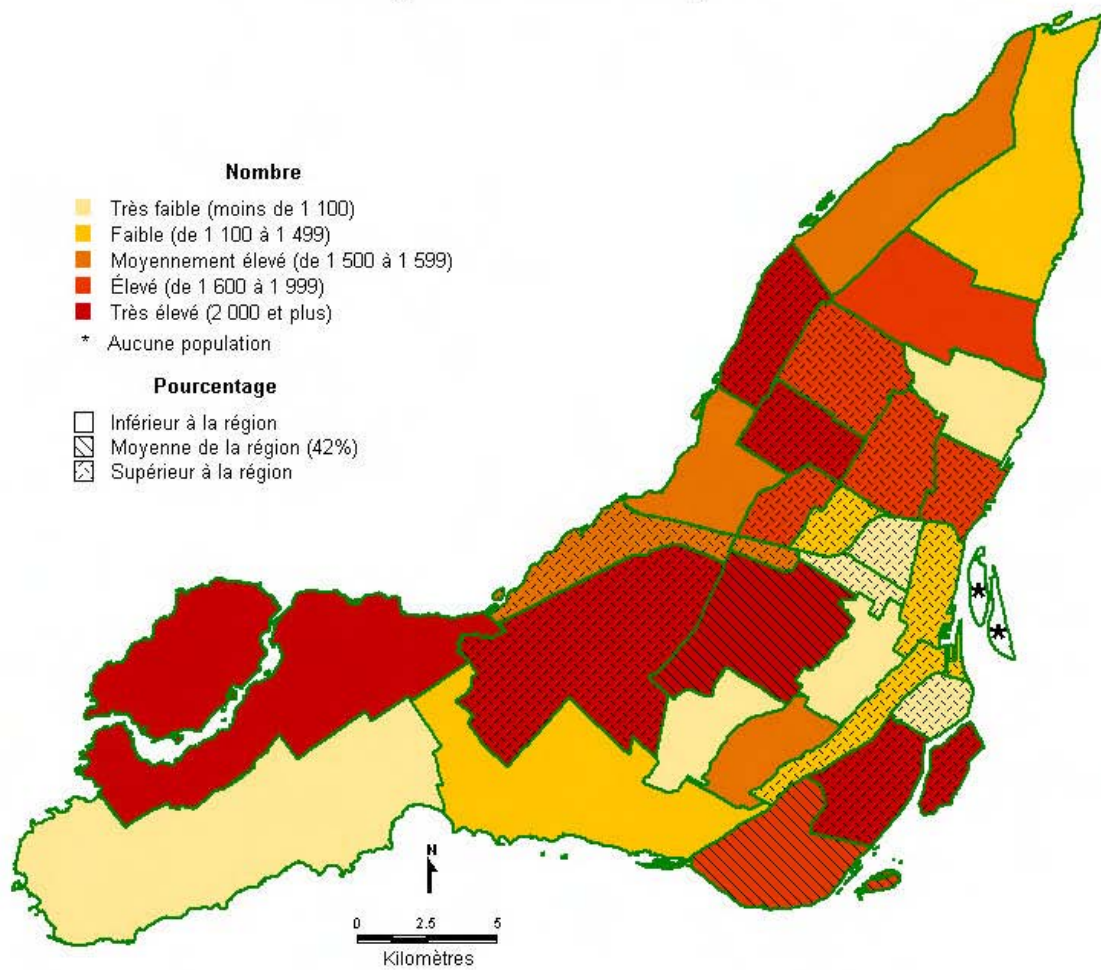 Nombre
Très faible (moins de 1 100)
Faible (de 1 100 à 1 499)
Moyennement élevé (de 1 500 à 1 599)
Élevé (de 1 600 à 1 999)
Très élevé (2 000 et plus)
* Aucune population
Pourcentage
Inférieur à la région
Moyenne de la région (42%)
Supérieur à la région
N
0 2.5 5
Kilomètres